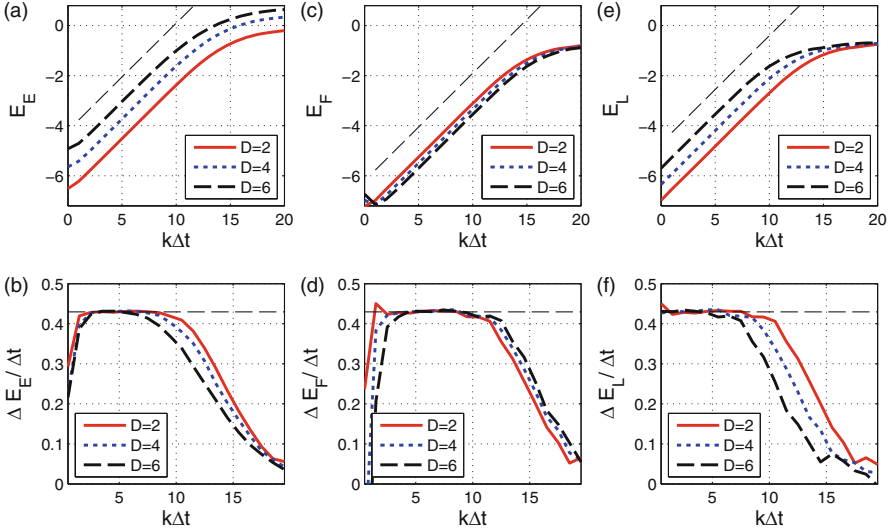 (a)
0
−2
−4
−6
E_E
0 5 10 15 20
kΔt
D=2
D=4
D=6
(c)
0
−2
−4
−6
E_F
0 5 10 15 20
kΔt
D=2
D=4
D=6
(e)
0
−2
−4
−6
E_L
0 5 10 15 20
kΔt
D=2
D=4
D=6
(b)
0.5
0.4
0.3
0.2
0.1
0
Δ E_E/ Δt
5 10 15
kΔt
D=2
D=4
D=6
(d)
0.5
0.4
0.3
0.2
0.1
0
Δ E_F/ Δt
5 10 15
kΔt
D=2
D=4
D=6
(f)
0.5
0.4
0.3
0.2
0.1
0
Δ E_L/ Δt
5 10 15
kΔt
D=2
D=4
D=6